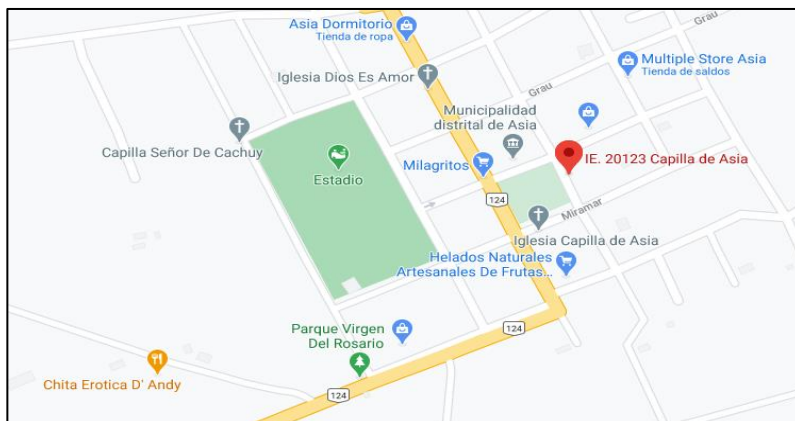 Asia Dormitorio
Tienda de ropa
Multiple Store Asia
Tienda de saldos
Iglesia Dios Es Amor
Grau
Grau
Municipalidad
distrital de Asia
Capilla Señor De Cachuy
Milagritos
IE. 20123 Capilla de Asia
Estadio
124
Miramar
Iglesia Capilla de Asia
Helados Naturales
Artesanales De Frutas...
Parque Virgen
Del Rosario
124
Chita Erotica D' Andy
124